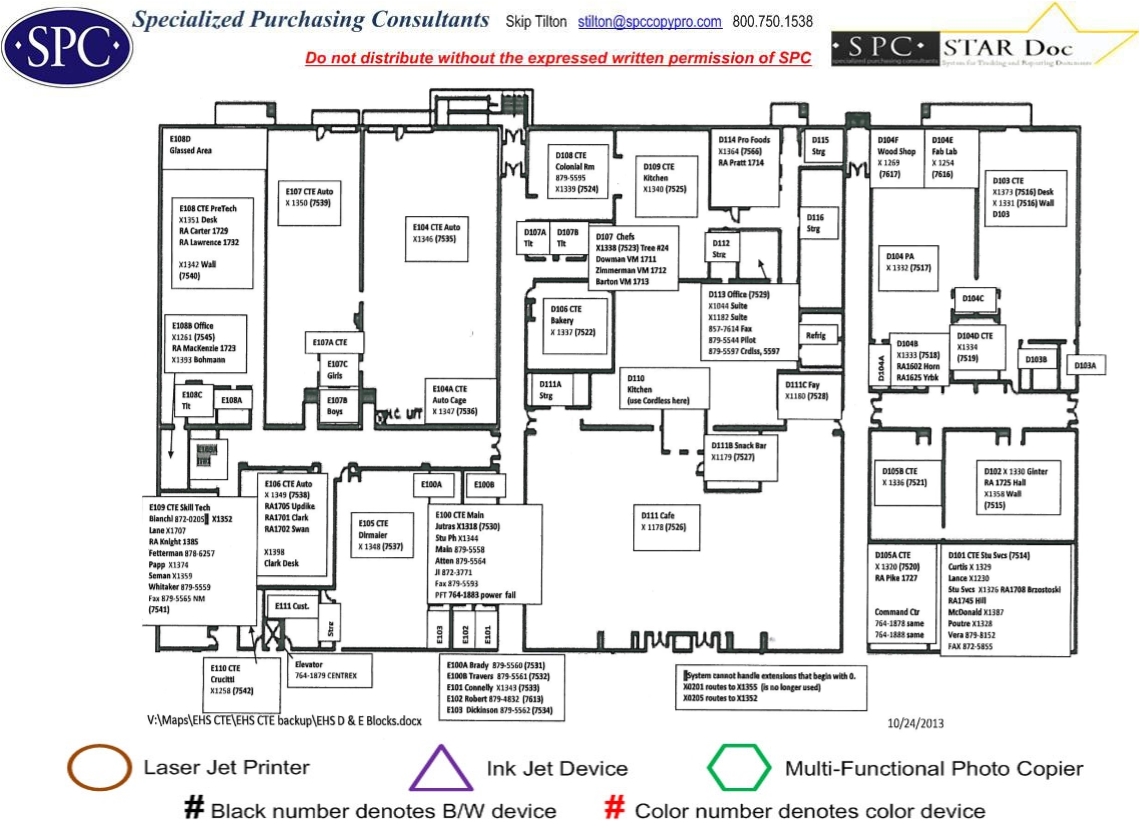 Specialized Purchasing Consultants Skip Tilton stilton@spccopypro.com 800.750.1538
·SPC·
Do not distribute without the expressed written permission of SPC
·SPC· STAR Doc
specialized purchasing consultants System for Tracking and Reporting Documents
E108D
Glassed Area
E108 CTE PreTech
X1351 Desk
RA Carter 1729
RA Lawrence 1732
X1342 Wall
(7540)
E107 CTE Auto
X 1350 (7539)
E104 CTE Auto
X1346 (7535)
D108 CTE
Colonial Rm
879-5595
X1339 (7524)
D109 CTE
Kitchen
X1340 (7525)
D114 Pro Foods
X1364 (7566)
RA Pratt 1714
D115
Strg
D104F
Wood Shop
X 1269
(7617)
D104E
Fab Lab
X 1254
(7616)
D103 CTE
X1373 (7516) Desk
X 1331 (7516) Wall
D103
D107A
Tlt
D107B
Tlt
D107 Chefs
X1338 (7523) Tree #24
Dowman VM 1711
Zimmerman VM 1712
Barton VM 1713
D112
Strg
D116
Strg
D104 PA
X 1332 (7517)
D113 Office (7529)
X1044 Suite
X1182 Suite
857-7614 Fax
879-5544 Pilot
879-5597 Crdlss, 5597
D104C
D106 CTE
Bakery
X 1337 (7522)
E108B Office
X1261 (7545)
RA MacKenzie 1723
X1393 Bohmann
E107A CTE
E107C
Girls
E107B
Boys
Refrig
D104A
D104B
X1333 (7518)
RA1602 Horn
RA1625 Yrbk
D104D CTE
X1334
(7519)
D103B
D103A
E108C
Tlt
E108A
H.C. LIFT
E104A CTE
Auto Cage
X 1347 (7536)
D111A
Strg
D110
Kitchen
(use Cordless here)
D111C Fay
X1180 (7528)
D111B Snack Bar
X1179 (7527)
E106 CTE Auto
X 1349 (7538)
RA1705 Updike
RA1701 Clark
RA1702 Swan
X1398
Clark Desk
E100A
E100B
D105B CTE
X 1336 (7521)
D102 X 1330 Ginter
RA 1725 Hall
X1358 Wall
(7515)
E109 CTE Skill Tech
Bianchi 872-0205 X1352
Lane X1707
RA Knight 1385
Fetterman 878-6257
Papp X1374
Seman X1359
Whitaker 879-5559
Fax 879-5565 NM
(7541)
E105 CTE
Dirmaier
X 1348 (7537)
E100 CTE Main
Jutras X1318 (7530)
Stu Ph X1344
Main 879-5558
Atten 879-5564
JI 872-3771
Fax 879-5593
PFT 764-1883 power fail
D111 Cafe
X 1178 (7526)
D105A CTE
X 1320 (7520)
RA Pike 1727
Command Ctr
764-1878 same
764-1888 same
D101 CTE Stu Svcs (7514)
Curtis X 1329
Lance X1230
Stu Svcs X1326 RA1708 Brzostoski
RA1745 Hill
McDonald X1387
Poutre X1328
Vera 879-8152
FAX 872-5855
E111 Cust.
Strg
E103
E102
E101
E110 CTE
Crucitti
X1258 (7542)
Elevator
764-1879 CENTREX
E100A Brady 879-5560 (7531)
E100B Travers 879-5561 (7532)
E101 Connelly X1343 (7533)
E102 Robert 879-4832 (7613)
E103 Dickinson 879-5562 (7534)
System cannot handle extensions that begin with 0.
X0201 routes to X1355 (is no longer used)
X0205 routes to X1352
V:\Maps\EHS CTE\EHS CTE backup\EHS D & E Blocks.docx
10/24/2013
Laser Jet Printer
Ink Jet Device
Multi-Functional Photo Copier
# Black number denotes B/W device
# Color number denotes color device